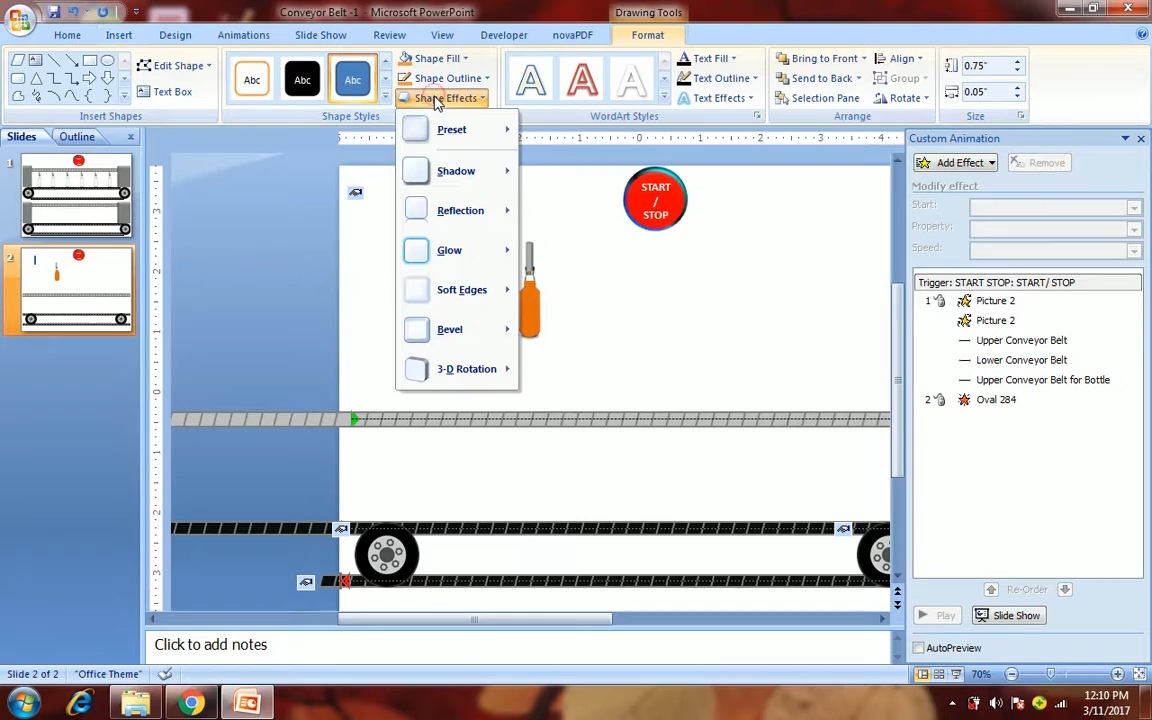 Conveyor Belt -1 - Microsoft PowerPoint
Drawing Tools
Home Insert Design Animations Slide Show Review View Developer novaPDF Format
Edit Shape
Text Box
Insert Shapes
Abc Abc Abc
Shape Styles
Shape Fill
Shape Outline
Shape Effects
WordArt Styles
Text Fill
Text Outline
Text Effects
Bring to Front
Send to Back
Selection Pane
Align
Group
Rotate
Arrange
0.75"
0.05"
Size
Slides Outline
1
2
Preset
Shadow
Reflection
Glow
Soft Edges
Bevel
3-D Rotation
START
/
STOP
Custom Animation
Add Effect Remove
Modify effect
Start:
Property:
Speed:
Trigger: START STOP: START/ STOP
1 Picture 2
Picture 2
Upper Conveyor Belt
Lower Conveyor Belt
Upper Conveyor Belt for Bottle
2 Oval 284
Re-Order
Play Slide Show
AutoPreview
Click to add notes
Slide 2 of 2 "Office Theme" 70%
12:10 PM
3/11/2017